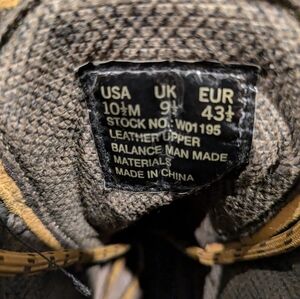 USA UK EUR
10½M 9½ 43½
STOCK NO.: W01195
LEATHER UPPER
BALANCE MAN MADE
MATERIALS
MADE IN CHINA